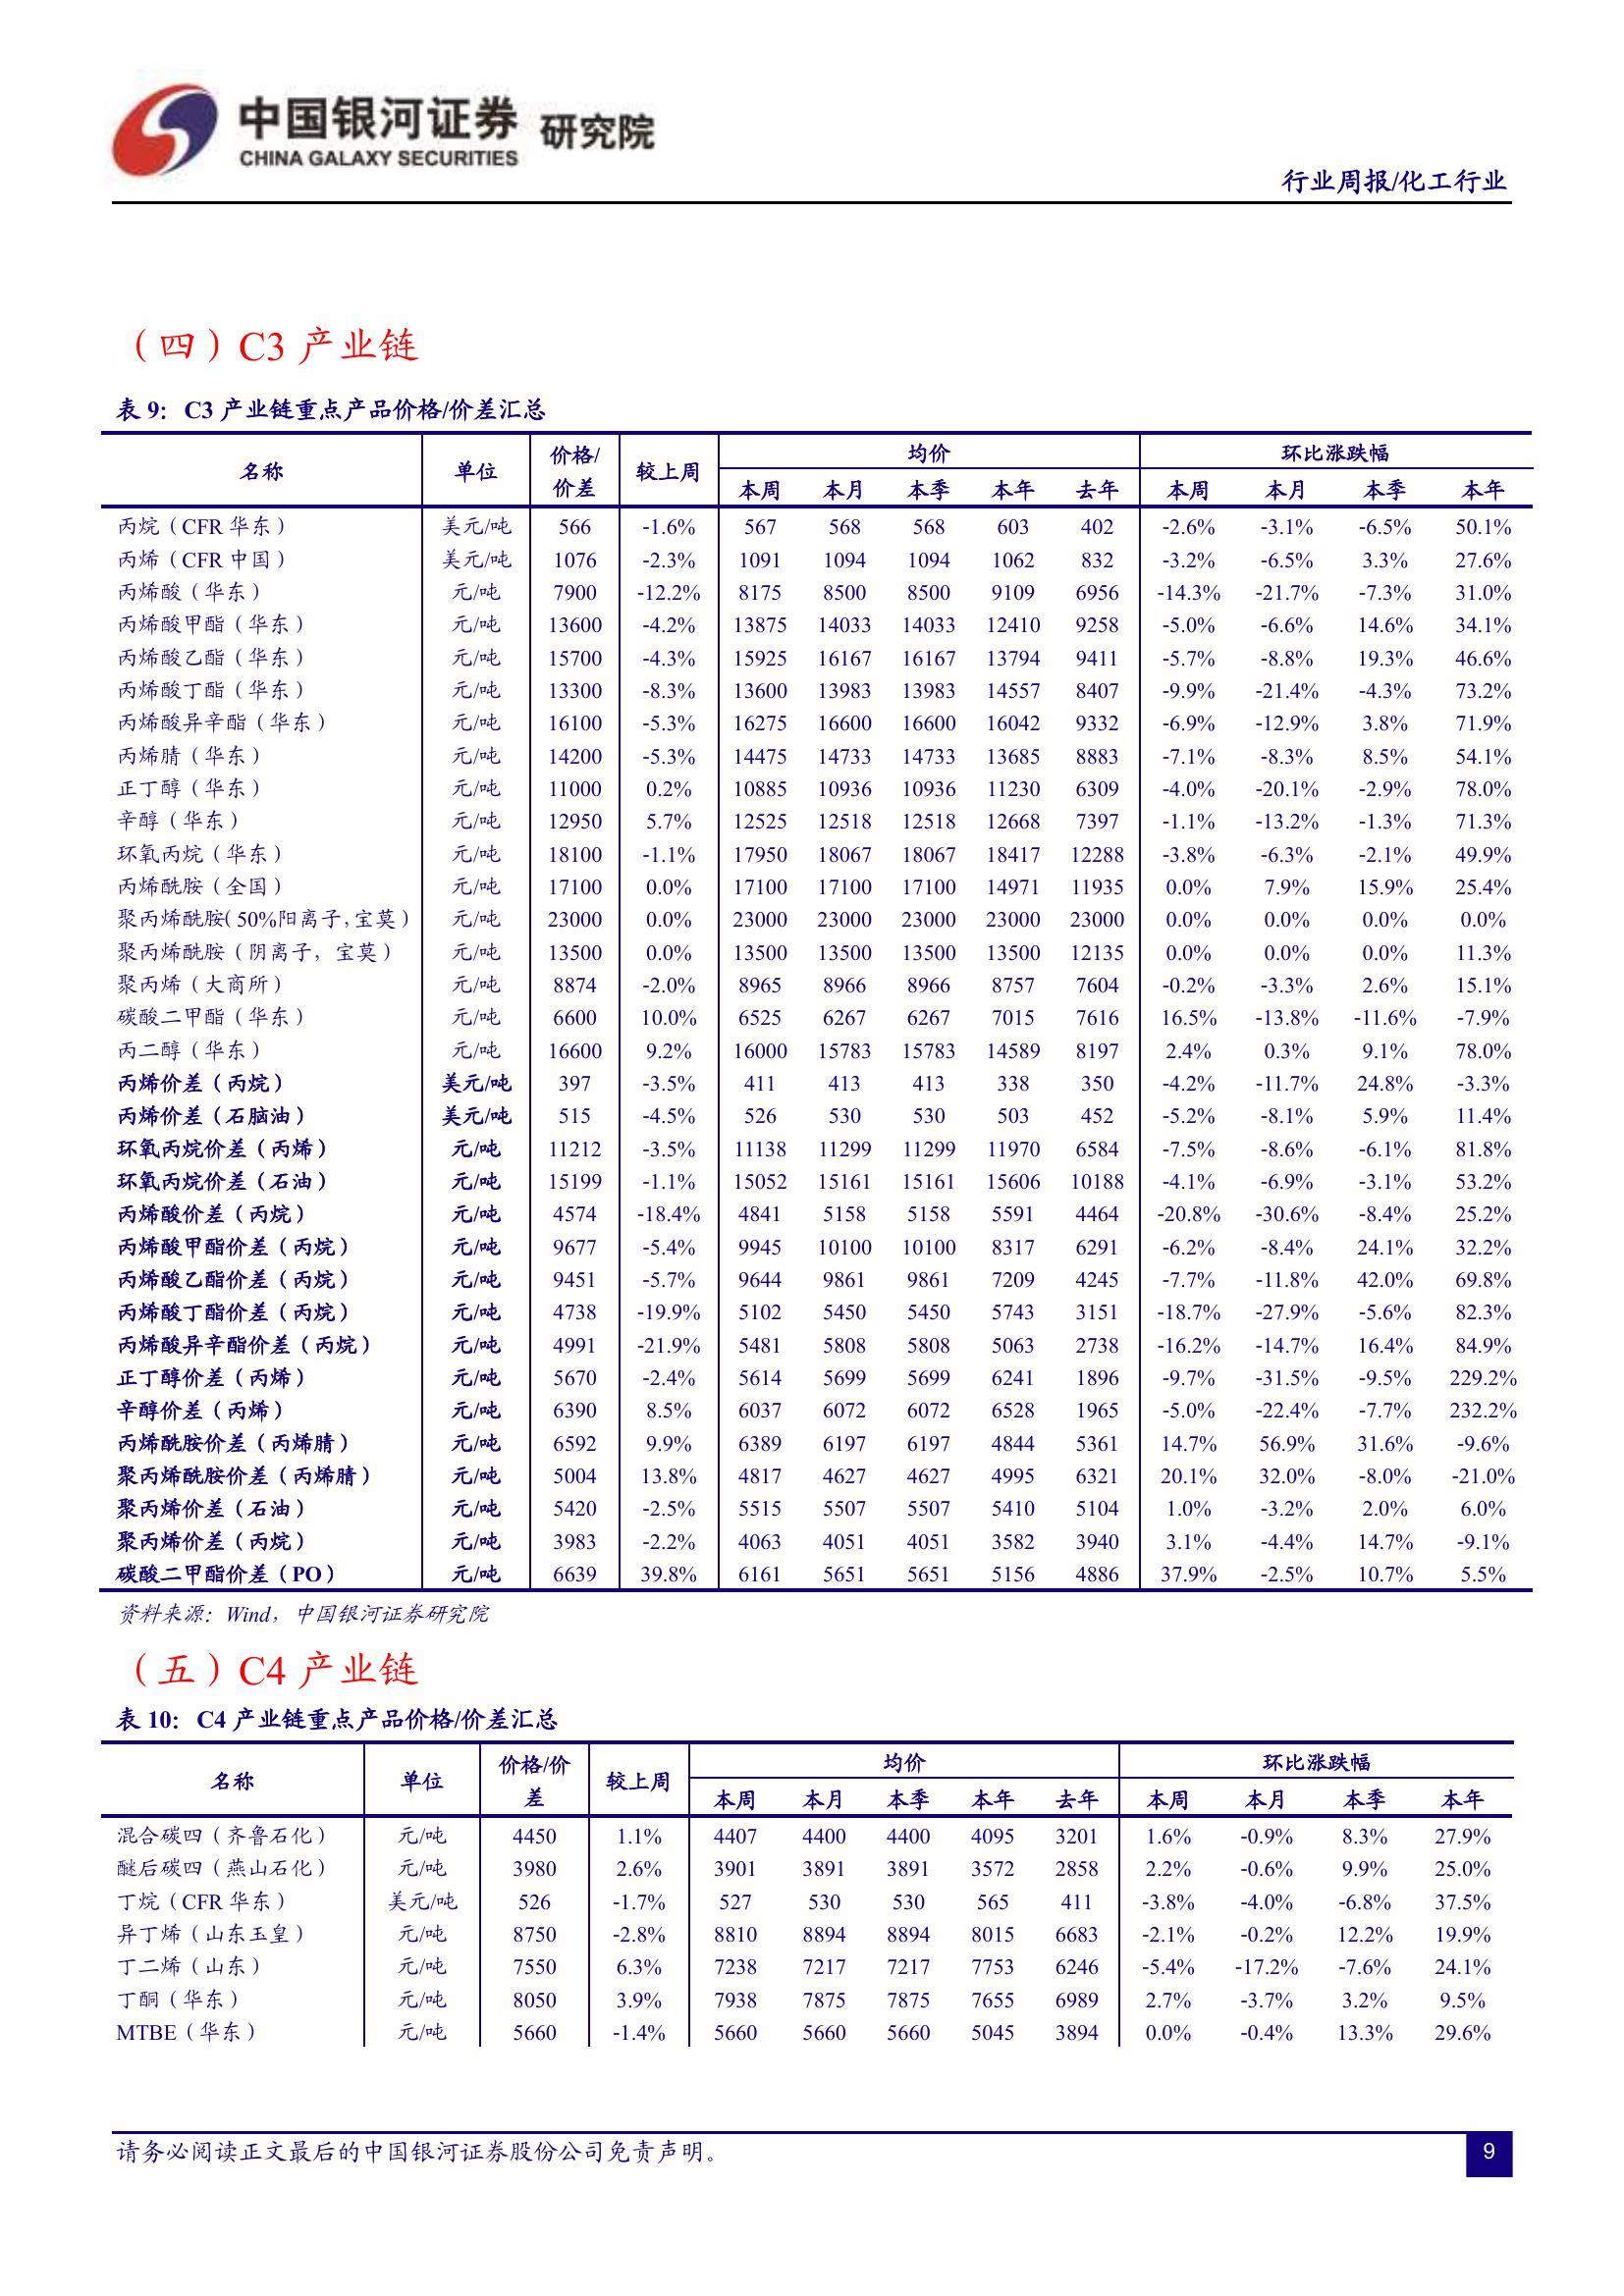 中国银河证券 研究院
CHINA GALAXY SECURITIES
行业周报/化工行业
（四）C3 产业链
表 9：C3 产业链重点产品价格/价差汇总
名称 单位 价格/价差 较上周 均价 环比涨跌幅
本周 本月 本季 本年 去年 本周 本月 本季 本年
丙烷（CFR 华东） 美元/吨 566 -1.6% 567 568 568 603 402 -2.6% -3.1% -6.5% 50.1%
丙烯（CFR 中国） 美元/吨 1076 -2.3% 1091 1094 1094 1062 832 -3.2% -6.5% 3.3% 27.6%
丙烯酸（华东） 元/吨 7900 -12.2% 8175 8500 8500 9109 6956 -14.3% -21.7% -7.3% 31.0%
丙烯酸甲酯（华东） 元/吨 13600 -4.2% 13875 14033 14033 12410 9258 -5.0% -6.6% 14.6% 34.1%
丙烯酸乙酯（华东） 元/吨 15700 -4.3% 15925 16167 16167 13794 9411 -5.7% -8.8% 19.3% 46.6%
丙烯酸丁酯（华东） 元/吨 13300 -8.3% 13600 13983 13983 14557 8407 -9.9% -21.4% -4.3% 73.2%
丙烯酸异辛酯（华东） 元/吨 16100 -5.3% 16275 16600 16600 16042 9332 -6.9% -12.9% 3.8% 71.9%
丙烯腈（华东） 元/吨 14200 -5.3% 14475 14733 14733 13685 8883 -7.1% -8.3% 8.5% 54.1%
正丁醇（华东） 元/吨 11000 0.2% 10885 10936 10936 11230 6309 -4.0% -20.1% -2.9% 78.0%
辛醇（华东） 元/吨 12950 5.7% 12525 12518 12518 12668 7397 -1.1% -13.2% -1.3% 71.3%
环氧丙烷（华东） 元/吨 18100 -1.1% 17950 18067 18067 18417 12288 -3.8% -6.3% -2.1% 49.9%
丙烯酰胺（全国） 元/吨 17100 0.0% 17100 17100 17100 14971 11935 0.0% 7.9% 15.9% 25.4%
聚丙烯酰胺（50%阳离子，宝莫） 元/吨 23000 0.0% 23000 23000 23000 23000 23000 0.0% 0.0% 0.0% 0.0%
聚丙烯酰胺（阴离子，宝莫） 元/吨 13500 0.0% 13500 13500 13500 13500 12135 0.0% 0.0% 0.0% 11.3%
聚丙烯（大商所） 元/吨 8874 -2.0% 8965 8966 8966 8757 7604 -0.2% -3.3% 2.6% 15.1%
碳酸二甲酯（华东） 元/吨 6600 10.0% 6525 6267 6267 7015 7616 16.5% -13.8% -11.6% -7.9%
丙二醇（华东） 元/吨 16600 9.2% 16000 15783 15783 14589 8197 2.4% 0.3% 9.1% 78.0%
丙烯价差（丙烷） 美元/吨 397 -3.5% 411 413 413 338 350 -4.2% -11.7% 24.8% -3.3%
丙烯价差（石脑油） 美元/吨 515 -4.5% 526 530 530 503 452 -5.2% -8.1% 5.9% 11.4%
环氧丙烷价差（丙烯） 元/吨 11212 -3.5% 11138 11299 11299 11970 6584 -7.5% -8.6% -6.1% 81.8%
环氧丙烷价差（石油） 元/吨 15199 -1.1% 15052 15161 15161 15606 10188 -4.1% -6.9% -3.1% 53.2%
丙烯酸价差（丙烷） 元/吨 4574 -18.4% 4841 5158 5158 5591 4464 -20.8% -30.6% -8.4% 25.2%
丙烯酸甲酯价差（丙烷） 元/吨 9677 -5.4% 9945 10100 10100 8317 6291 -6.2% -8.4% 24.1% 32.2%
丙烯酸乙酯价差（丙烷） 元/吨 9451 -5.7% 9644 9861 9861 7209 4245 -7.7% -11.8% 42.0% 69.8%
丙烯酸丁酯价差（丙烷） 元/吨 4738 -19.9% 5102 5450 5450 5743 3151 -18.7% -27.9% -5.6% 82.3%
丙烯酸异辛酯价差（丙烷） 元/吨 4991 -21.9% 5481 5808 5808 5063 2738 -16.2% -14.7% 16.4% 84.9%
正丁醇价差（丙烯） 元/吨 5670 -2.4% 5614 5699 5699 6241 1896 -9.7% -31.5% -9.5% 229.2%
辛醇价差（丙烯） 元/吨 6390 8.5% 6037 6072 6072 6528 1965 -5.0% -22.4% -7.7% 232.2%
丙烯酰胺价差（丙烯腈） 元/吨 6592 9.9% 6389 6197 6197 4844 5361 14.7% 56.9% 31.6% -9.6%
聚丙烯酰胺价差（丙烯腈） 元/吨 5004 13.8% 4817 4627 4627 4995 6321 20.1% 32.0% -8.0% -21.0%
聚丙烯价差（石油） 元/吨 5420 -2.5% 5515 5507 5507 5410 5104 1.0% -3.2% 2.0% 6.0%
聚丙烯价差（丙烷） 元/吨 3983 -2.2% 4063 4051 4051 3582 3940 3.1% -4.4% 14.7% -9.1%
碳酸二甲酯价差（PO） 元/吨 6639 39.8% 6161 5651 5651 5156 4886 37.9% -2.5% 10.7% 5.5%
资料来源：Wind，中国银河证券研究院
（五）C4 产业链
表 10：C4 产业链重点产品价格/价差汇总
名称 单位 价格/价差 较上周 均价 环比涨跌幅
本周 本月 本季 本年 去年 本周 本月 本季 本年
混合碳四（齐鲁石化） 元/吨 4450 1.1% 4407 4400 4400 4095 3201 1.6% -0.9% 8.3% 27.9%
醚后碳四（燕山石化） 元/吨 3980 2.6% 3901 3891 3891 3572 2858 2.2% -0.6% 9.9% 25.0%
丁烷（CFR 华东） 美元/吨 526 -1.7% 527 530 530 565 411 -3.8% -4.0% -6.8% 37.5%
异丁烯（山东玉皇） 元/吨 8750 -2.8% 8810 8894 8894 8015 6683 -2.1% -0.2% 12.2% 19.9%
丁二烯（山东） 元/吨 7550 6.3% 7238 7217 7217 7753 6246 -5.4% -17.2% -7.6% 24.1%
丁酮（华东） 元/吨 8050 3.9% 7938 7875 7875 7655 6989 2.7% -3.7% 3.2% 9.5%
MTBE（华东） 元/吨 5660 -1.4% 5660 5660 5660 5045 3894 0.0% -0.4% 13.3% 29.6%
请务必阅读正文最后的中国银河证券股份公司免责声明。
9